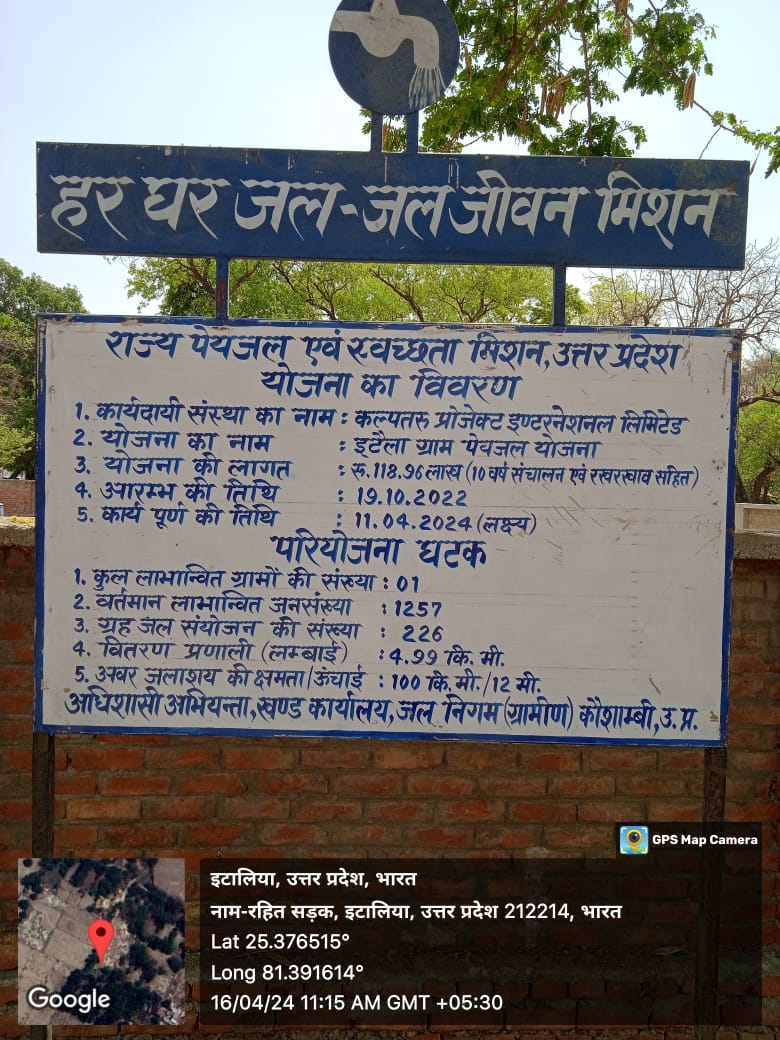 हर घर जल-जल जीवन मिशन
राज्य पेयजल एवं स्वच्छता मिशन, उत्तर प्रदेश
योजना का विवरण
1. कार्यदायी संस्था का नाम : कल्पतरु प्रोजेक्ट इण्टरनेशनल लिमिटेड
2. योजना का नाम : इटैला ग्राम पेयजल योजना
3. योजना की लागत : रू. 118.96 लाख (10 वर्ष संचालन एवं रखरखाव सहित)
4. आरम्भ की तिथि : 19.10.2022
5. कार्य पूर्ण की तिथि : 11.04.2024 (लक्ष्य)
परियोजना घटक
1. कुल लाभान्वित ग्रामों की संख्या : 01
2. वर्तमान लाभान्वित जनसंख्या : 1257
3. ग्रह जल संयोजन की संख्या : 226
4. वितरण प्रणाली (लम्बाई) : 4.99 कि. मी.
5. अवर जलाशय की क्षमता/ऊंचाई : 100 कि. मी./12 मी.
अधिशासी अभियन्ता, खण्ड कार्यालय, जल निगम (ग्रामीण) कौशाम्बी, उ. प्र.
GPS Map Camera
इटालिया, उत्तर प्रदेश, भारत
नाम-रहित सड़क, इटालिया, उत्तर प्रदेश 212214, भारत
Lat 25.376515°
Long 81.391614°
16/04/24 11:15 AM GMT +05:30
Google